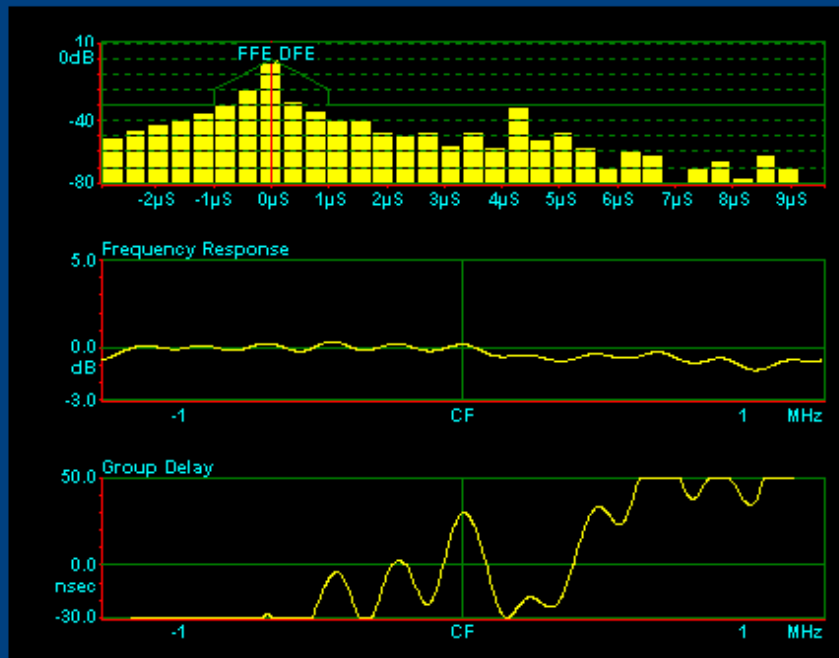 10
0dB
FFE DFE
-40
-80
-2µS -1µS 0µS 1µS 2µS 3µS 4µS 5µS 6µS 7µS 8µS 9µS
Frequency Response
5.0
0.0
dB
-3.0
-1 CF 1 MHz
Group Delay
50.0
0.0
nsec
-30.0
-1 CF 1 MHz